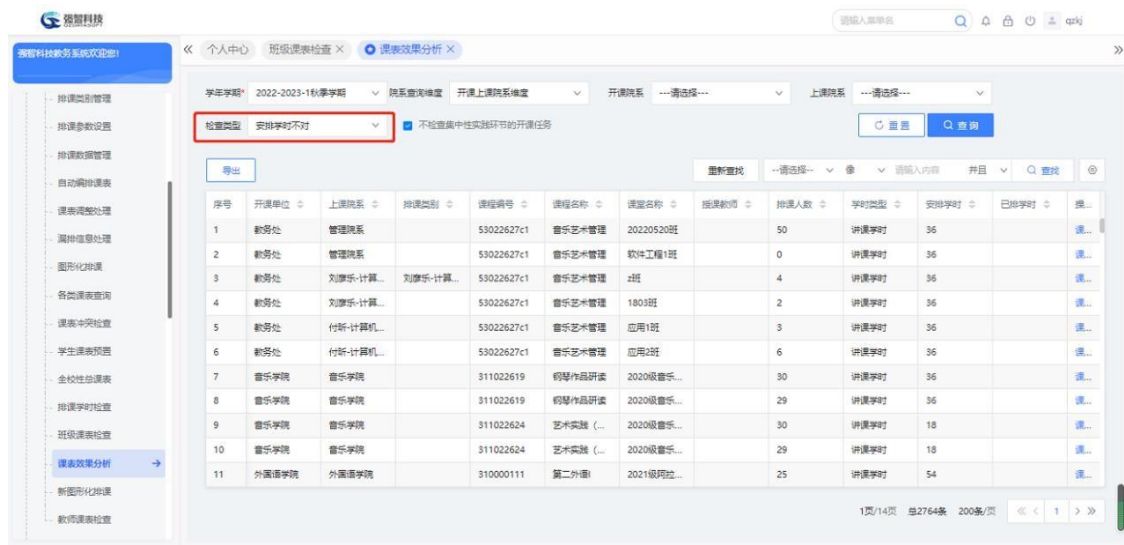 强智科技
QIANGZHISOFT
请输入菜单名
qzkj
强智科技教务系统欢迎您!
个人中心 班级课表检查 课表效果分析
排课类别管理
排课参数设置
排课数据管理
自动编排课表
课表调整处理
漏排信息处理
图形化排课
各类课表查询
课表冲突检查
学生课表预置
全校性总课表
排课学时检查
班级课表检查
课表效果分析
新图形化排课
教师课表检查
学年学期* 2022-2023-1秋季学期 院系查询维度 开课上课院系维度 开课院系 ---请选择--- 上课院系 ---请选择---
检查类型 安排学时不对 不检查集中性实践环节的开课任务 重置 查询
导出 重新查找 --请选择-- 像 请输入内容 并且 查找
序号 开课单位 上课院系 排课类别 课程编号 课程名称 课堂名称 授课教师 排课人数 学时类型 安排学时 已排学时 操...
1 教务处 管理院系 53022627c1 音乐艺术管理 20220520班 50 讲课学时 36 课...
2 教务处 管理院系 53022627c1 音乐艺术管理 软件工程1班 0 讲课学时 36 课...
3 教务处 刘彦乐-计算... 刘彦乐-计算... 53022627c1 音乐艺术管理 z班 4 讲课学时 36 课...
4 教务处 刘彦乐-计算... 53022627c1 音乐艺术管理 1803班 2 讲课学时 36 课...
5 教务处 付昕-计算机... 53022627c1 音乐艺术管理 应用1班 3 讲课学时 36 课...
6 教务处 付昕-计算机... 53022627c1 音乐艺术管理 应用2班 6 讲课学时 36 课...
7 音乐学院 音乐学院 311022619 钢琴作品研读 2020级音乐... 30 讲课学时 36 课...
8 音乐学院 音乐学院 311022619 钢琴作品研读 2020级音乐... 29 讲课学时 36 课...
9 音乐学院 音乐学院 311022624 艺术实践 (... 2020级音乐... 30 讲课学时 18 课...
10 音乐学院 音乐学院 311022624 艺术实践 (... 2020级音乐... 29 讲课学时 18 课...
11 外国语学院 外国语学院 310000111 第二外语I 2021级阿拉... 25 讲课学时 54 课...
1页/14页 总2764条 200条/页 1